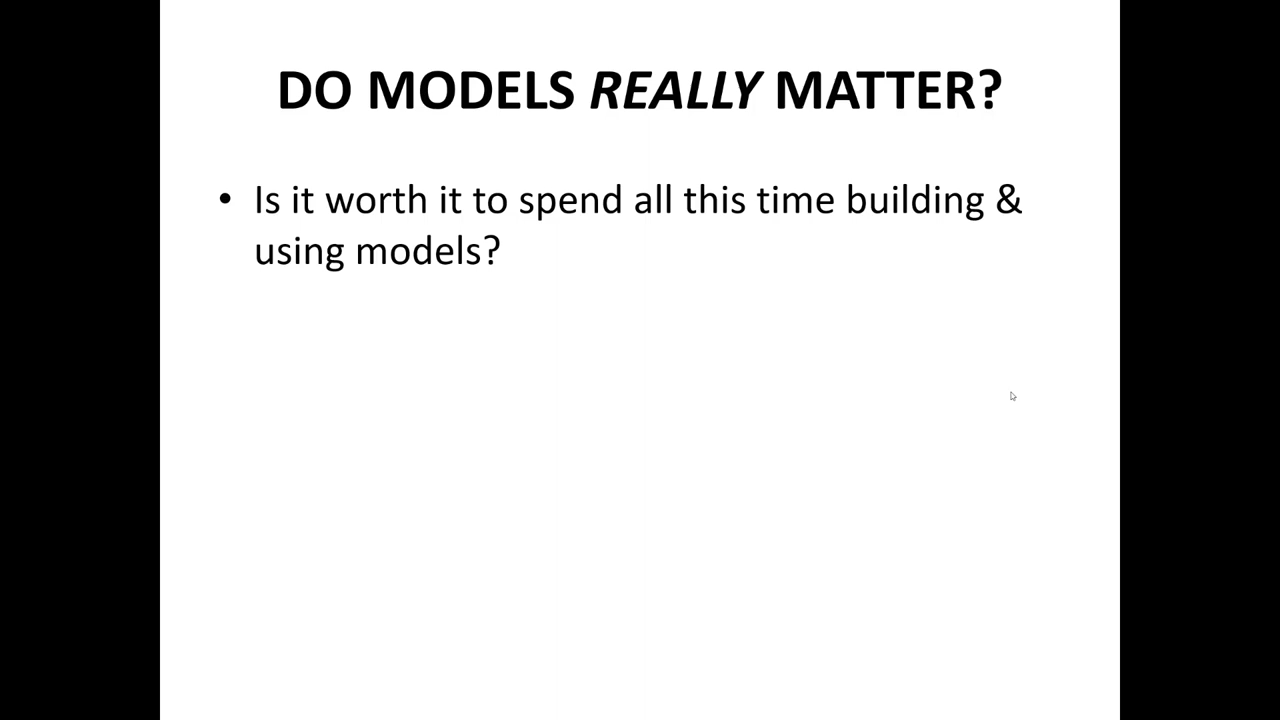 DO MODELS REALLY MATTER?
• Is it worth it to spend all this time building &
using models?